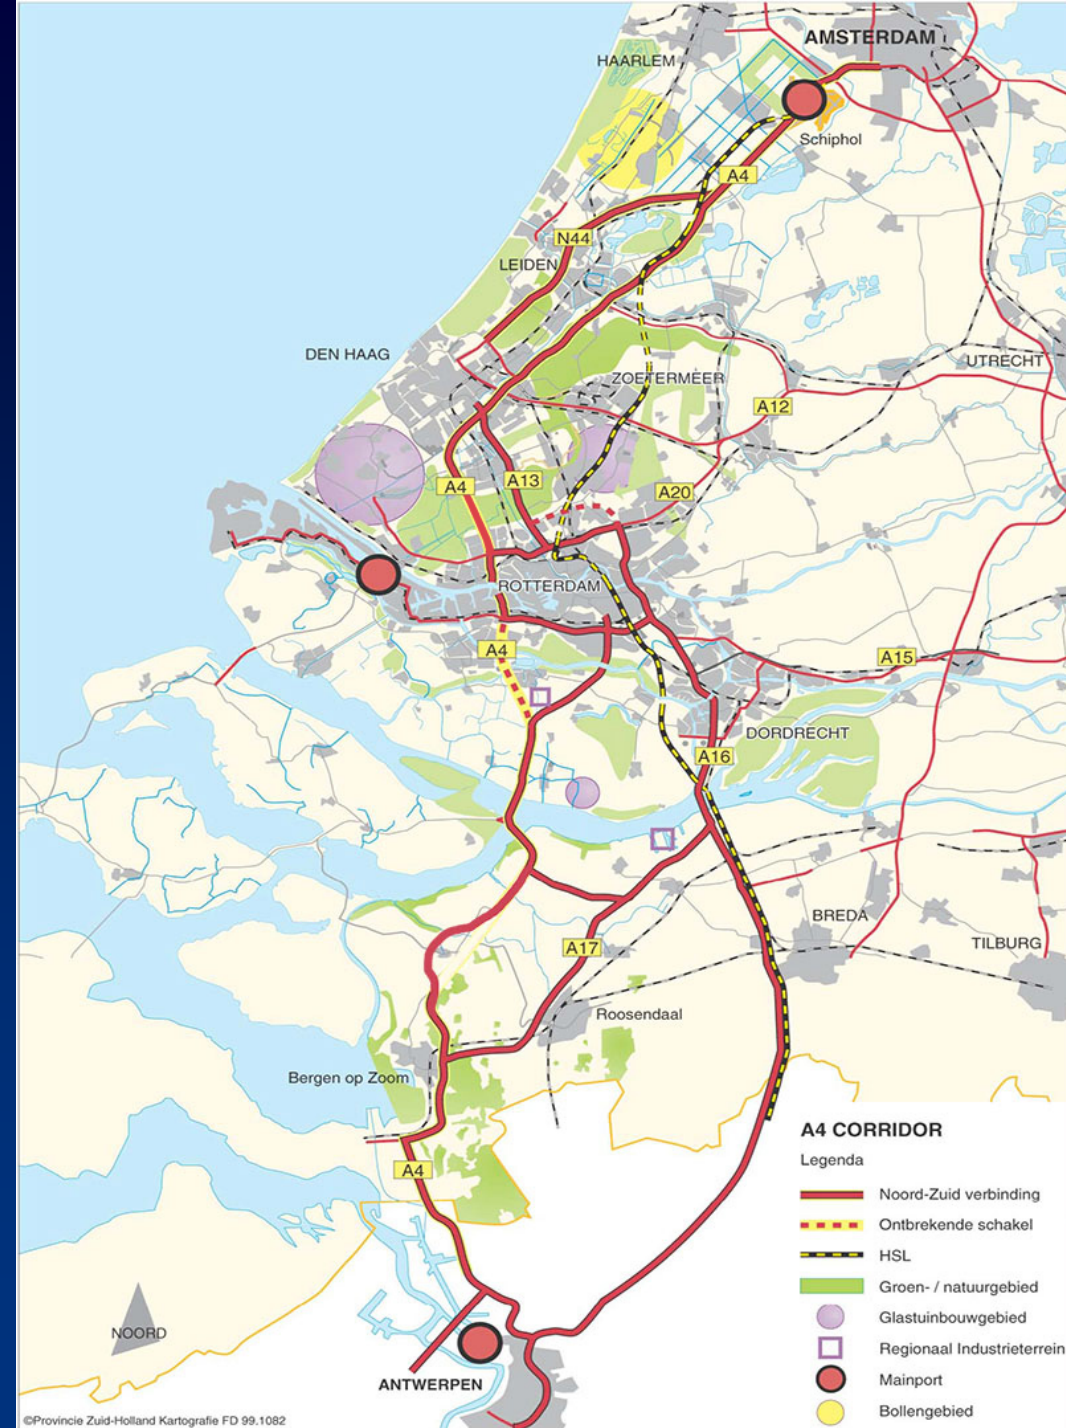 AMSTERDAM
HAARLEM
Schiphol
A4
N44
LEIDEN
DEN HAAG
UTRECHT
ZOETERMEER
A12
A4
A13
A20
ROTTERDAM
A4
A15
DORDRECHT
A16
BREDA
TILBURG
A17
Roosendaal
Bergen op Zoom
A4
A4 CORRIDOR
Legenda
Noord-Zuid verbinding
Ontbrekende schakel
HSL
Groen- / natuurgebied
Glastuinbouwgebied
Regionaal Industrieterrein
Mainport
Bollengebied
NOORD
ANTWERPEN
©Provincie Zuid-Holland Kartografie FD 99.1082